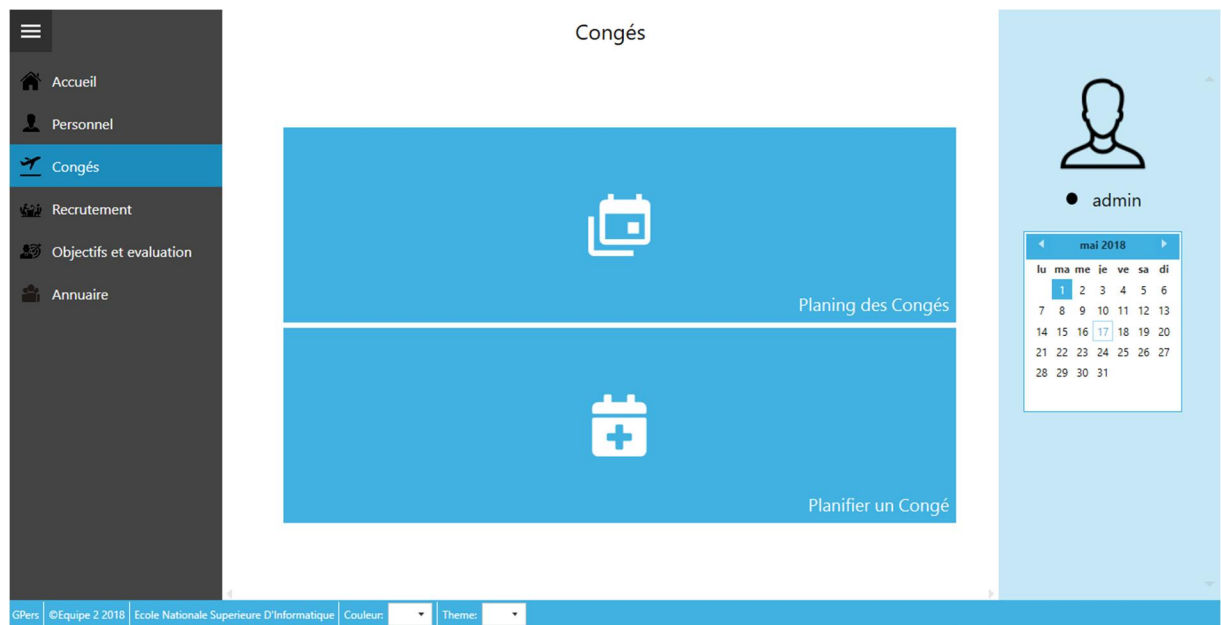 Congés
Accueil
Personnel
Congés
Recrutement
Objectifs et evaluation
Annuaire
Planing des Congés
Planifier un Congé
admin
mai 2018
lu ma me je ve sa di
1 2 3 4 5 6
7 8 9 10 11 12 13
14 15 16 17 18 19 20
21 22 23 24 25 26 27
28 29 30 31
GPers ©Equipe 2 2018 Ecole Nationale Superieure D'Informatique Couleur: Theme: